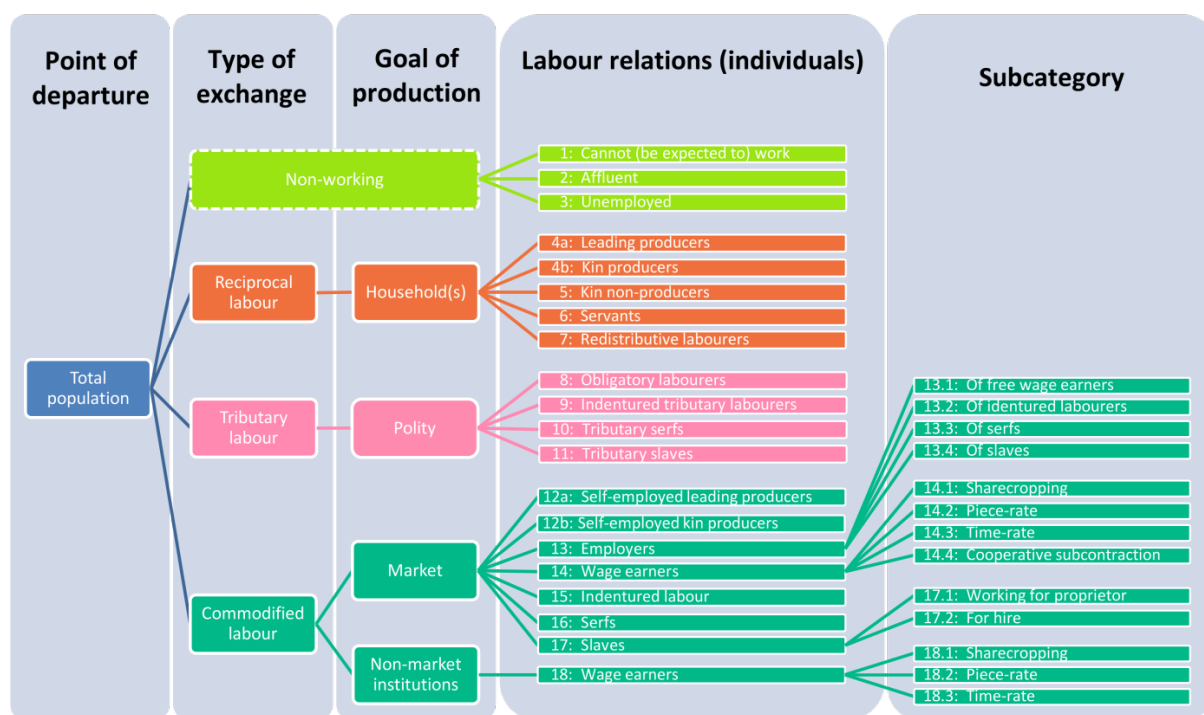 Point of
departure
Type of
exchange
Goal of
production
Labour relations (individuals)
Subcategory
Total
population
Non-working
Reciprocal
labour
Household(s)
Tributary
labour
Polity
Commodified
labour
Market
Non-market
institutions
1: Cannot (be expected to) work
2: Affluent
3: Unemployed
4a: Leading producers
4b: Kin producers
5: Kin non-producers
6: Servants
7: Redistributive labourers
8: Obligatory labourers
9: Indentured tributary labourers
10: Tributary serfs
11: Tributary slaves
12a: Self-employed leading producers
12b: Self-employed kin producers
13: Employers
14: Wage earners
15: Indentured labour
16: Serfs
17: Slaves
18: Wage earners
13.1: Of free wage earners
13.2: Of identured labourers
13.3: Of serfs
13.4: Of slaves
14.1: Sharecropping
14.2: Piece-rate
14.3: Time-rate
14.4: Cooperative subcontraction
17.1: Working for proprietor
17.2: For hire
18.1: Sharecropping
18.2: Piece-rate
18.3: Time-rate